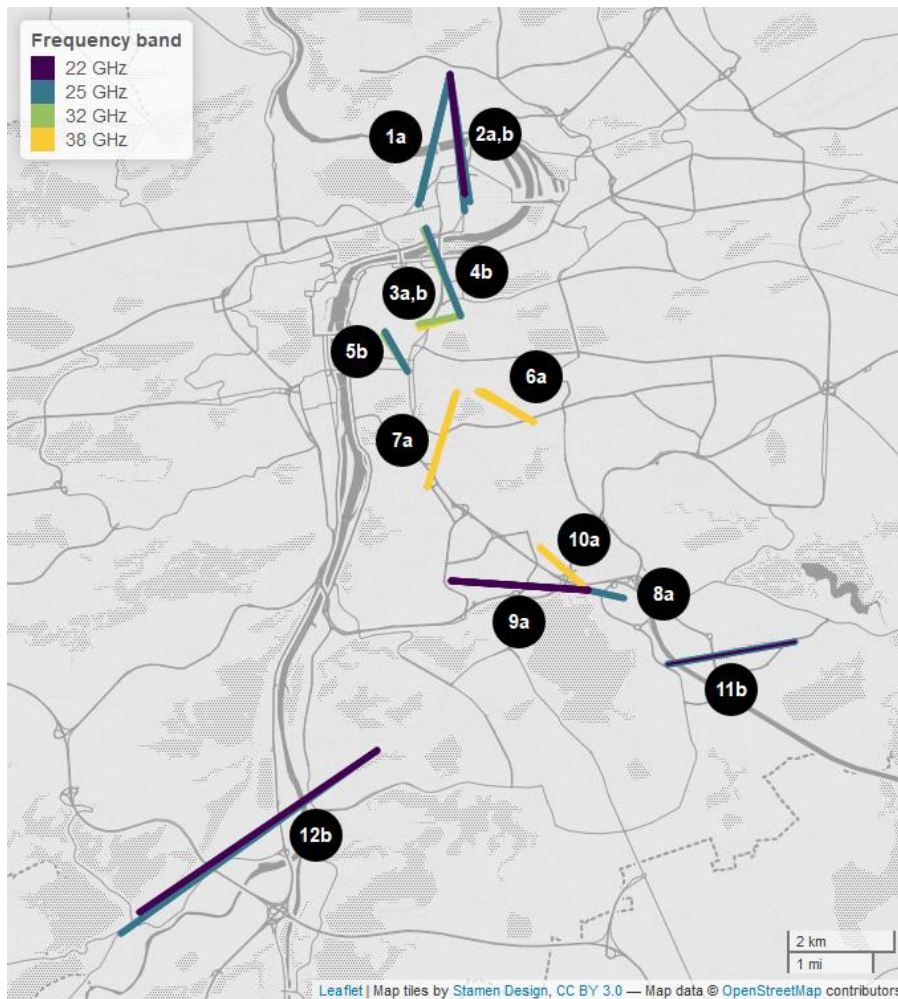 Frequency band
22 GHz
25 GHz
32 GHz
38 GHz
1a
2a,b
4b
3a,b
5b
6a
7a
10a
8a
9a
11b
12b
2 km
1 mi
Leaflet | Map tiles by Stamen Design, CC BY 3.0 — Map data © OpenStreetMap contributors